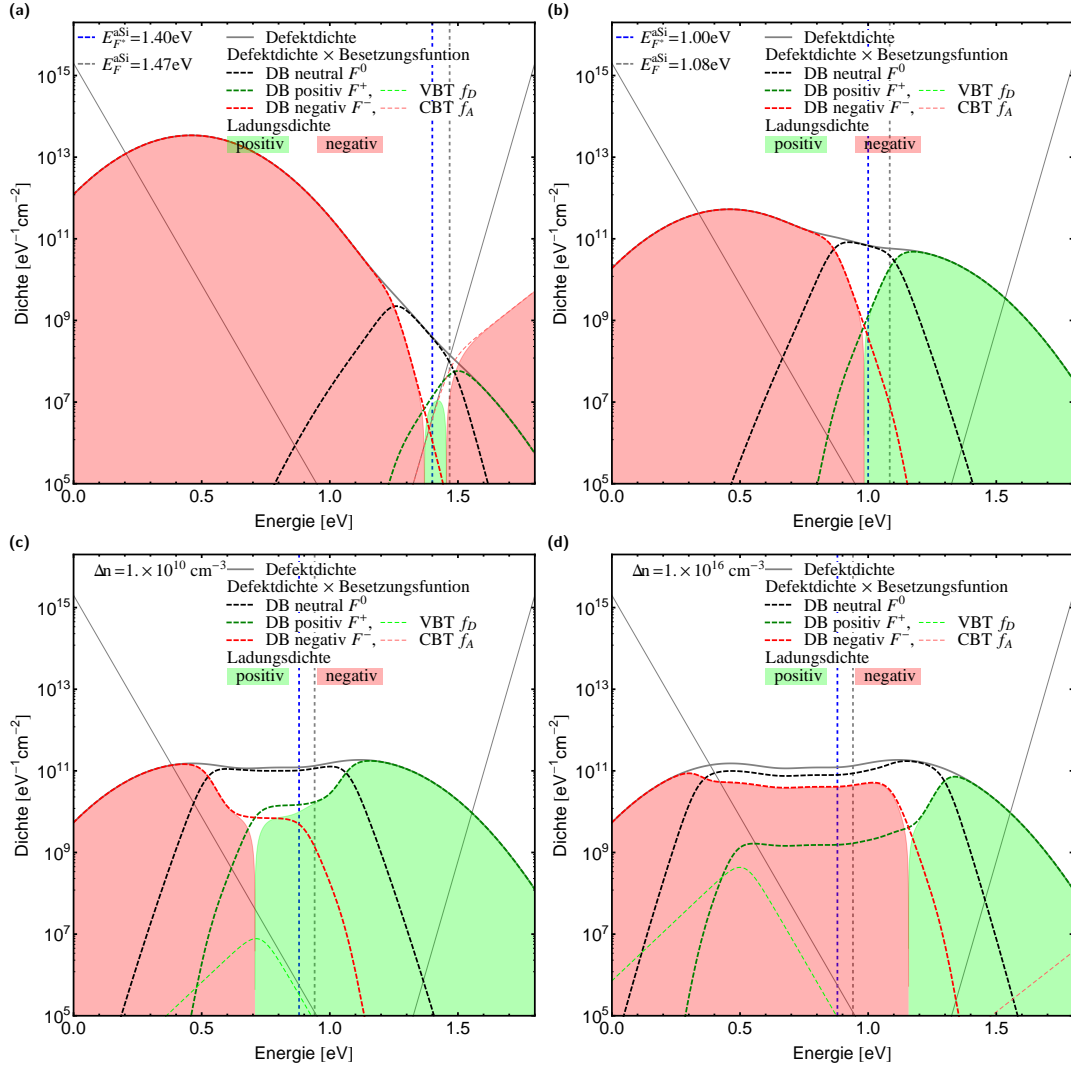 (a)
E_{F*}^{aSi}=1.40eV
E_F^{aSi}=1.47eV
Defektdichte
Defektdichte × Besetzungsfuntion
DB neutral F^0
DB positiv F^+, VBT f_D
DB negativ F^-, CBT f_A
Ladungsdichte
positiv negativ
10^15
10^13
10^11
10^9
10^7
10^5
Dichte [eV^-1cm^-2]
0.0 0.5 1.0 1.5
Energie [eV]
(b)
E_{F*}^{aSi}=1.00eV
E_F^{aSi}=1.08eV
Defektdichte
Defektdichte × Besetzungsfuntion
DB neutral F^0
DB positiv F^+, VBT f_D
DB negativ F^-, CBT f_A
Ladungsdichte
positiv negativ
10^15
10^13
10^11
10^9
10^7
10^5
Dichte [eV^-1cm^-2]
0.0 0.5 1.0 1.5
Energie [eV]
(c)
Δn=1.×10^10 cm^-3
Defektdichte
Defektdichte × Besetzungsfuntion
DB neutral F^0
DB positiv F^+, VBT f_D
DB negativ F^-, CBT f_A
Ladungsdichte
positiv negativ
10^15
10^13
10^11
10^9
10^7
10^5
Dichte [eV^-1cm^-2]
0.0 0.5 1.0 1.5
Energie [eV]
(d)
Δn=1.×10^16 cm^-3
Defektdichte
Defektdichte × Besetzungsfuntion
DB neutral F^0
DB positiv F^+, VBT f_D
DB negativ F^-, CBT f_A
Ladungsdichte
positiv negativ
10^15
10^13
10^11
10^9
10^7
10^5
Dichte [eV^-1cm^-2]
0.0 0.5 1.0 1.5
Energie [eV]